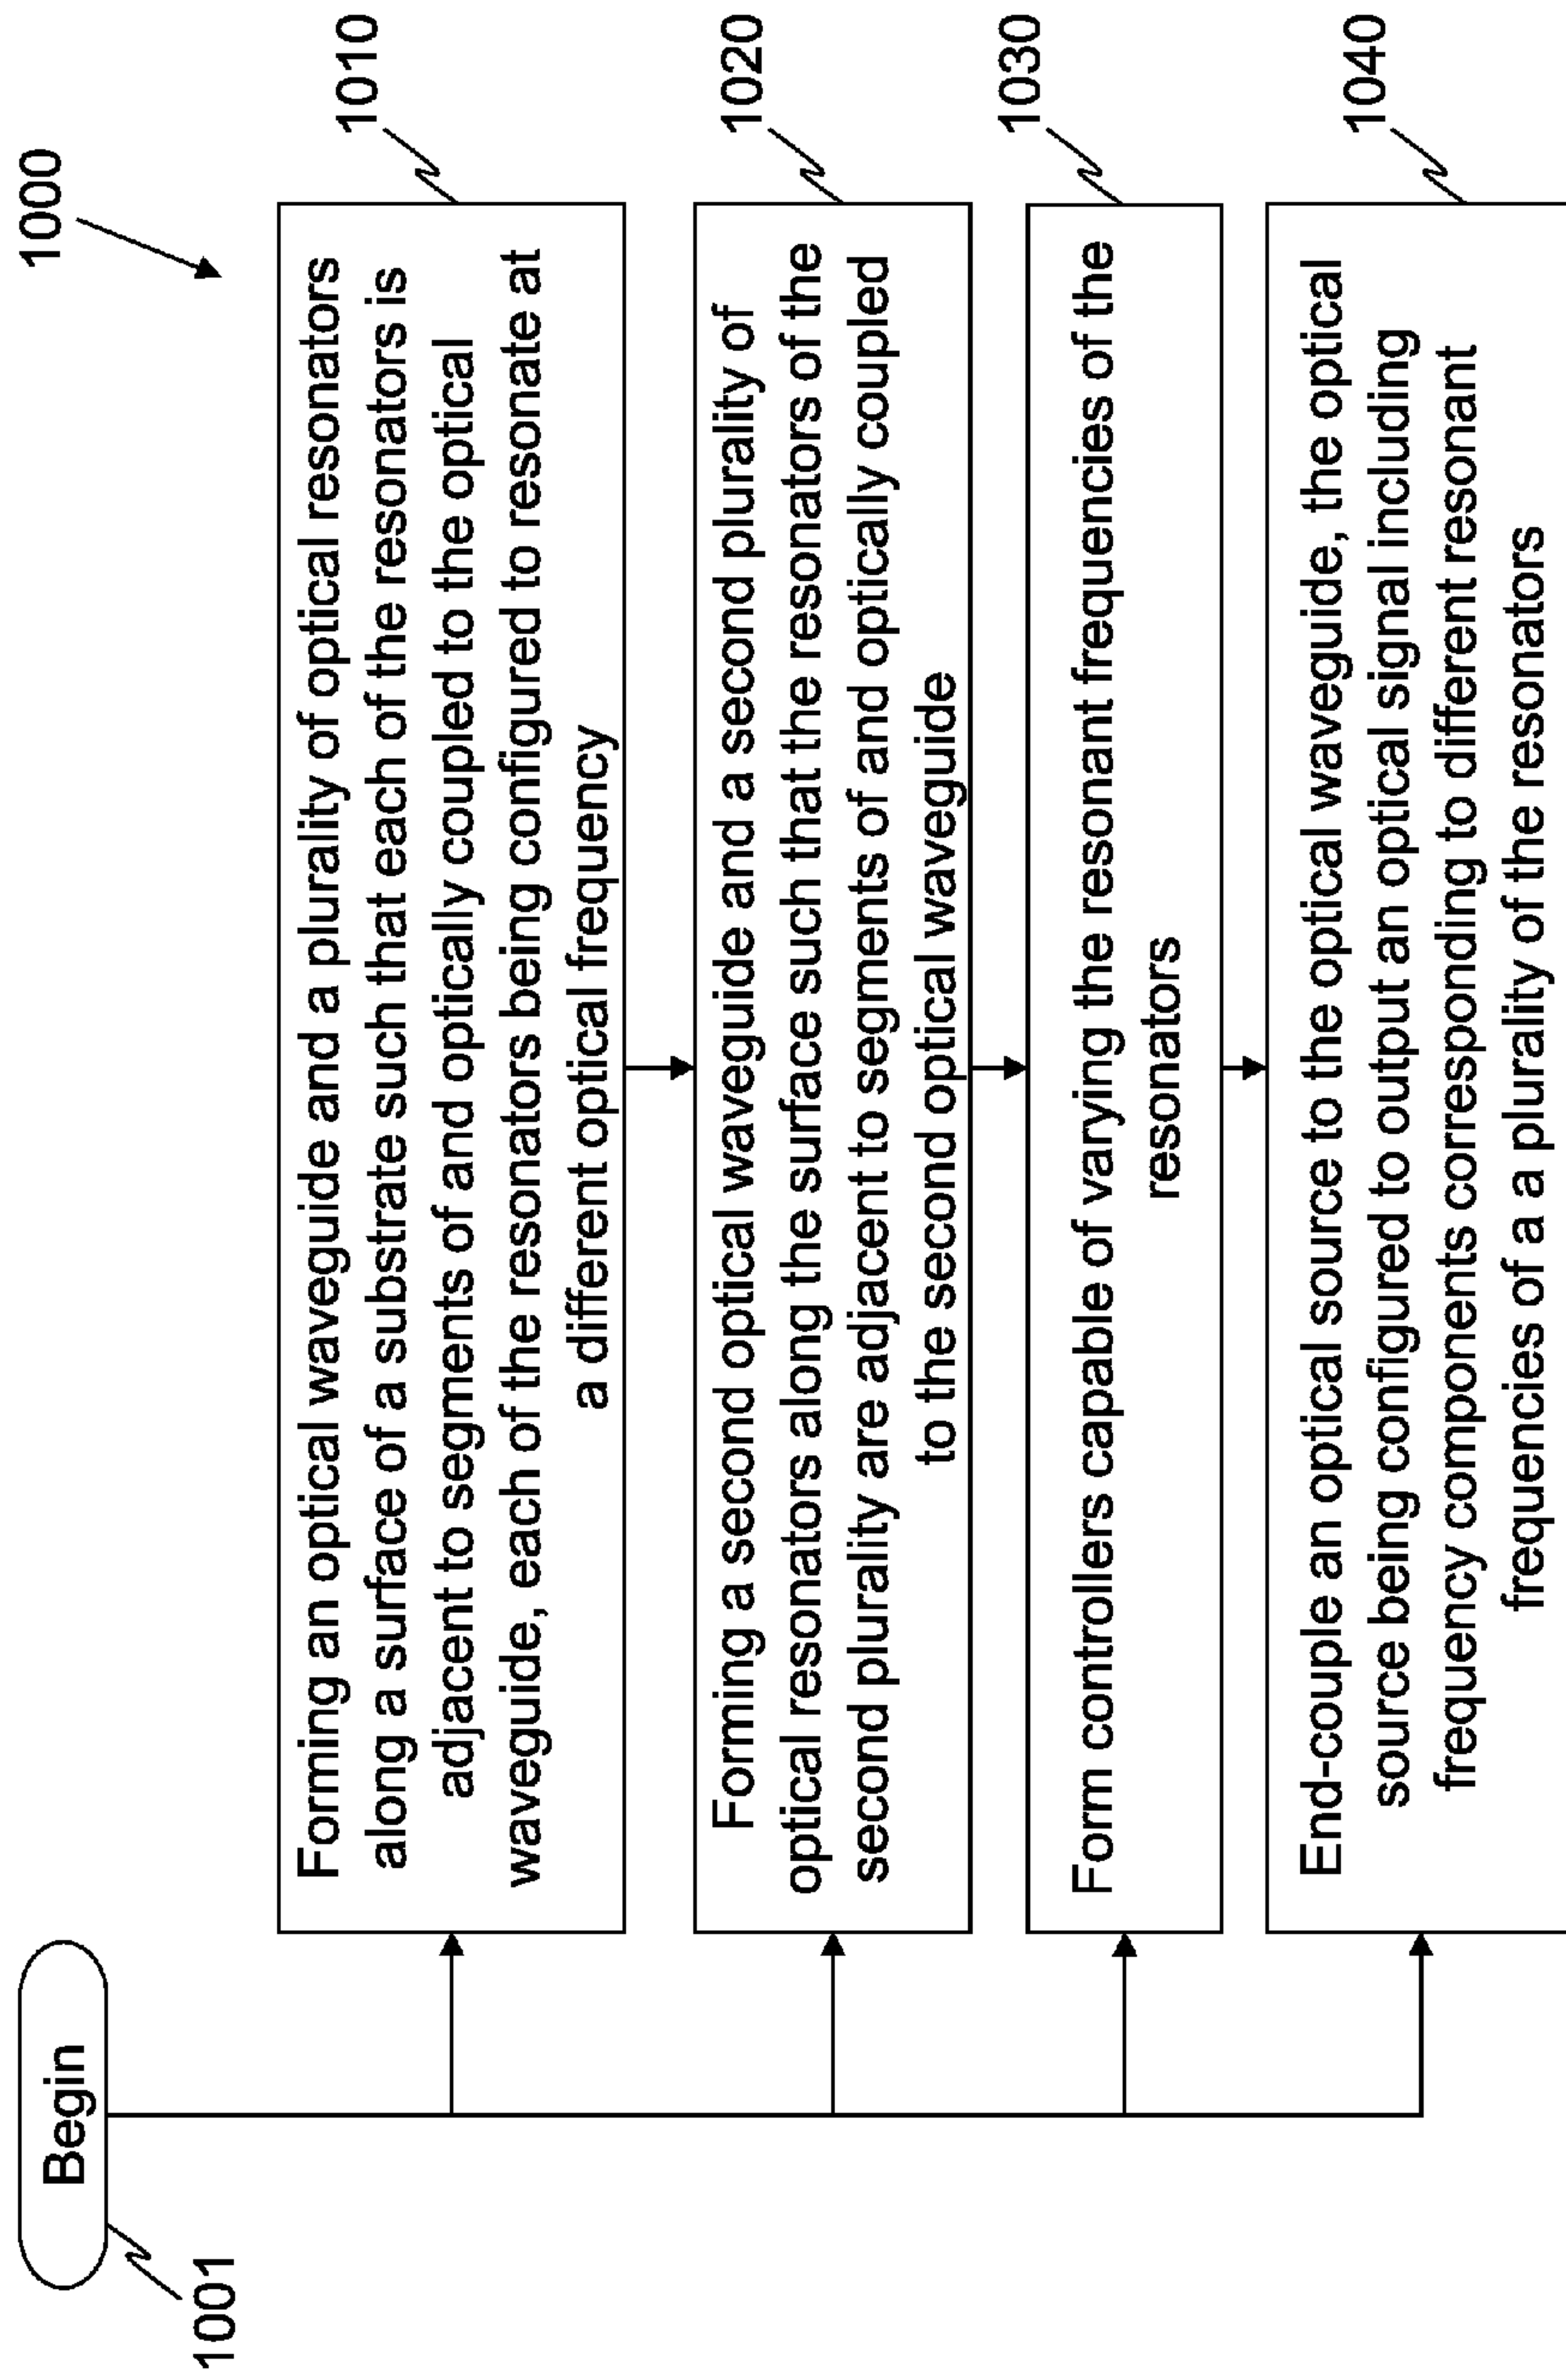 1000
Begin
1001
Forming an optical waveguide and a plurality of optical resonators
along a surface of a substrate such that each of the resonators is
adjacent to segments of and optically coupled to the optical
waveguide, each of the resonators being configured to resonate at
a different optical frequency
1010
Forming a second optical waveguide and a second plurality of
optical resonators along the surface such that the resonators of the
second plurality are adjacent to segments of and optically coupled
to the second optical waveguide
1020
Form controllers capable of varying the resonant frequencies of the
resonators
1030
End-couple an optical source to the optical waveguide, the optical
source being configured to output an optical signal including
frequency components corresponding to different resonant
frequencies of a a plurality of the resonators
1040